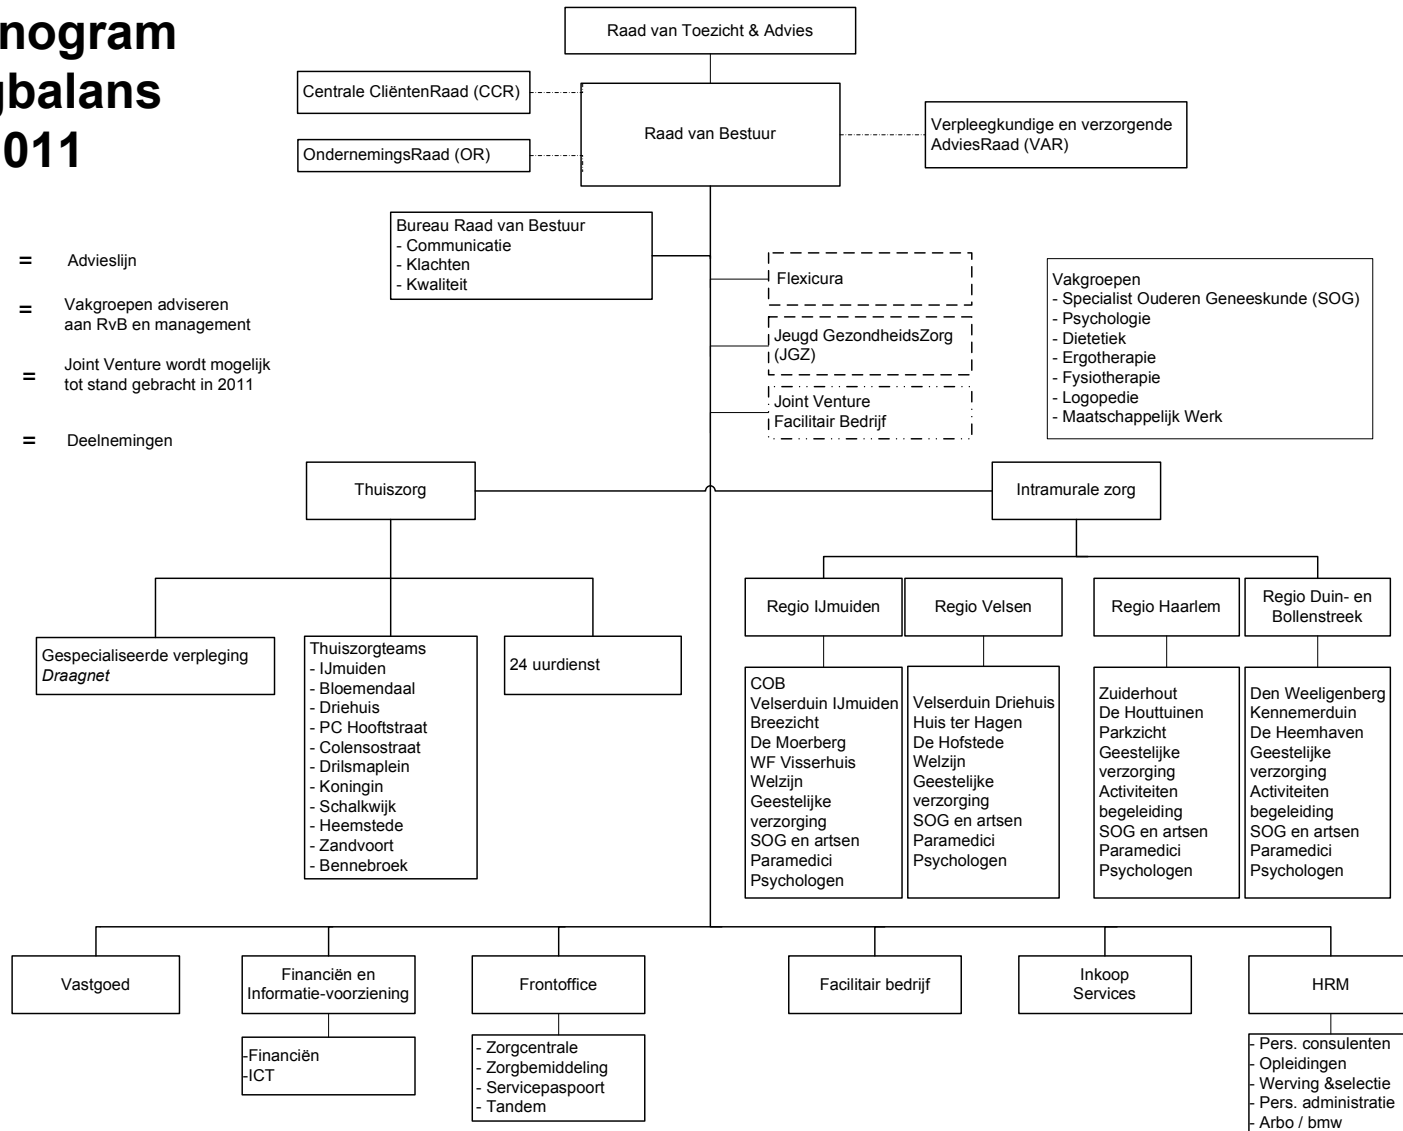 nogram
gbalans
011
Raad van Toezicht & Advies
Centrale CliëntenRaad (CCR)
OndernemingsRaad (OR)
Raad van Bestuur
Verpleegkundige en verzorgende
AdviesRaad (VAR)
Bureau Raad van Bestuur
- Communicatie
- Klachten
- Kwaliteit
= Advieslijn
= Vakgroepen adviseren
aan RvB en management
= Joint Venture wordt mogelijk
tot stand gebracht in 2011
= Deelnemingen
Flexicura
Jeugd GezondheidsZorg
(JGZ)
Joint Venture
Facilitair Bedrijf
Vakgroepen
- Specialist Ouderen Geneeskunde (SOG)
- Psychologie
- Dietetiek
- Ergotherapie
- Fysiotherapie
- Logopedie
- Maatschappelijk Werk
Thuiszorg
Intramurale zorg
Gespecialiseerde verpleging
Draagnet
Thuiszorgteams
- IJmuiden
- Bloemendaal
- Driehuis
- PC Hooftstraat
- Colensostraat
- Drilsmaplein
- Koningin
- Schalkwijk
- Heemstede
- Zandvoort
- Bennebroek
24 uurdienst
Regio IJmuiden
COB
Velserduin IJmuiden
Breezicht
De Moerberg
WF Visserhuis
Welzijn
Geestelijke
verzorging
SOG en artsen
Paramedici
Psychologen
Regio Velsen
Velserduin Driehuis
Huis ter Hagen
De Hofstede
Welzijn
Geestelijke
verzorging
SOG en artsen
Paramedici
Psychologen
Regio Haarlem
Zuiderhout
De Houttuinen
Parkzicht
Geestelijke
verzorging
Activiteiten
begeleiding
SOG en artsen
Paramedici
Psychologen
Regio Duin- en
Bollenstreek
Den Weeligenberg
Kennemerduin
De Heemhaven
Geestelijke
verzorging
Activiteiten
begeleiding
SOG en artsen
Paramedici
Psychologen
Vastgoed
Financiën en
Informatie-voorziening
-Financiën
-ICT
Frontoffice
- Zorgcentrale
- Zorgbemiddeling
- Servicepaspoort
- Tandem
Facilitair bedrijf
Inkoop
Services
HRM
- Pers. consulenten
- Opleidingen
- Werving &selectie
- Pers. administratie
- Arbo / bmw